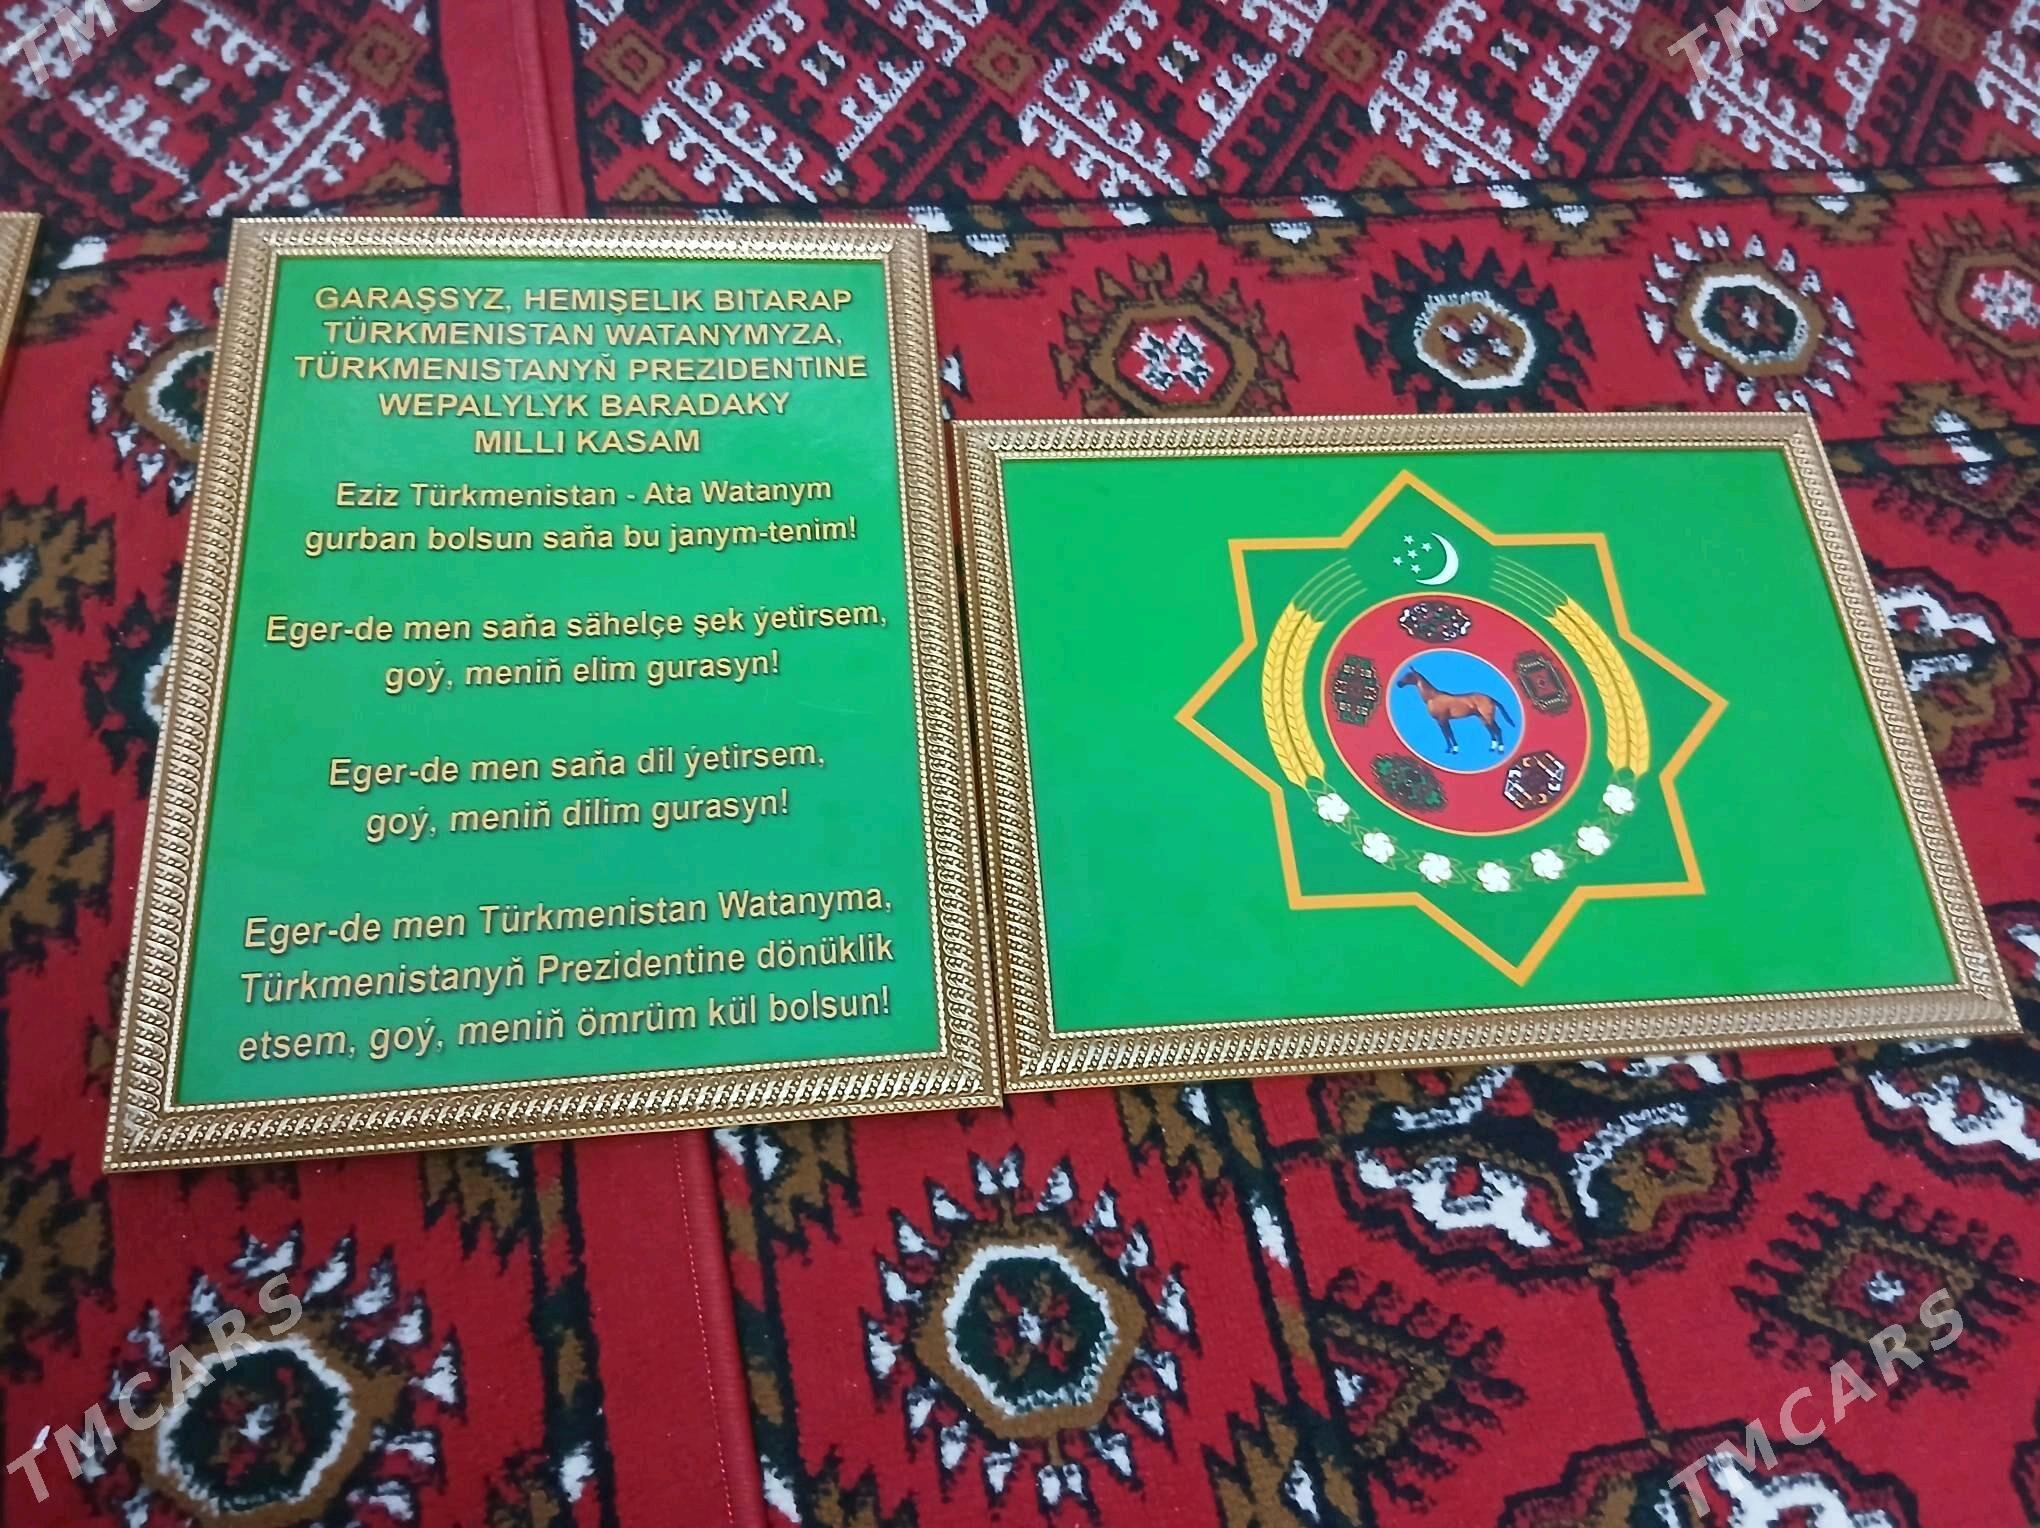 GARAŞSYZ, HEMIŞELIK BITARAP
TÜRKMENISTAN WATANYMYZA,
TÜRKMENISTANYŇ PREZIDENTINE
WEPALYLYK BARADAKY
MILLI KASAM
Eziz Türkmenistan - Ata Watanym
gurban bolsun saňa bu janym-tenim!
Eger-de men saňa sähelçe şek ýetirsem,
goý, meniň elim gurasyn!
Eger-de men saňa dil ýetirsem,
goý, meniň dilim gurasyn!
Eger-de men Türkmenistan Watanyma,
Türkmenistanyň Prezidentine dönüklik
etsem, goý, meniň ömrüm kül bolsun!
TMCARS
TMCARS
TMCARS
TMCARS